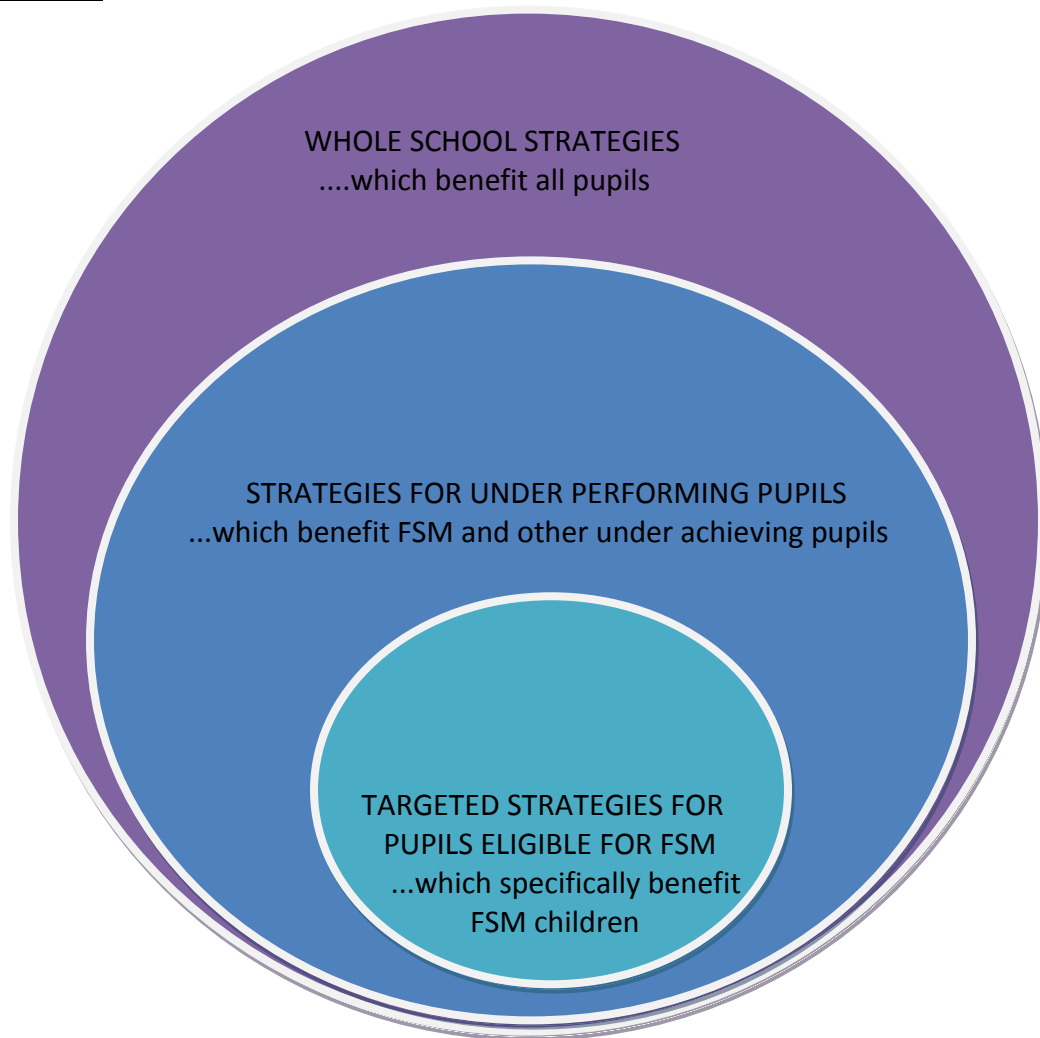 WHOLE SCHOOL STRATEGIES
....which benefit all pupils
STRATEGIES FOR UNDER PERFORMING PUPILS
...which benefit FSM and other under achieving pupils
TARGETED STRATEGIES FOR
PUPILS ELIGIBLE FOR FSM
...which specifically benefit
FSM children